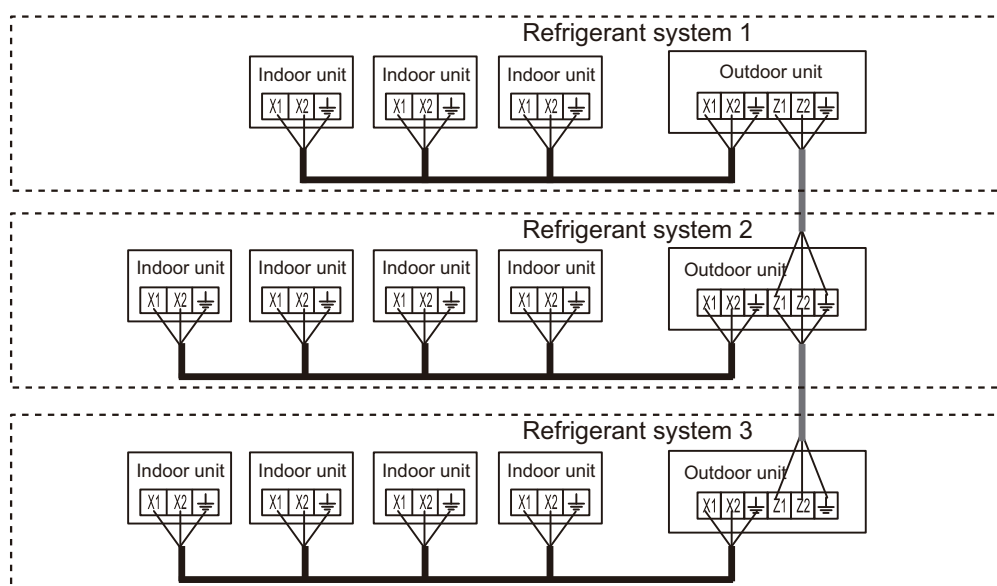 Refrigerant system 1
Indoor unit Indoor unit Indoor unit Outdoor unit
X1 X2 X1 X2 X1 X2 X1 X2 Z1 Z2
Refrigerant system 2
Indoor unit Indoor unit Indoor unit Indoor unit Outdoor unit
X1 X2 X1 X2 X1 X2 X1 X2 X1 X2 Z1 Z2
Refrigerant system 3
Indoor unit Indoor unit Indoor unit Indoor unit Outdoor unit
X1 X2 X1 X2 X1 X2 X1 X2 X1 X2 Z1 Z2